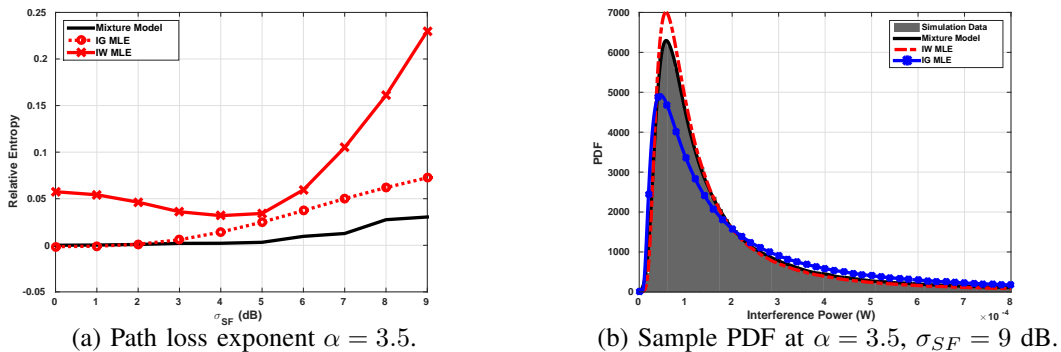 0.25
0.2
0.15
0.1
0.05
0
-0.05
Relative Entropy
Mixture Model
IG MLE
IW MLE
0 1 2 3 4 5 6 7 8 9
σSF (dB)
(a) Path loss exponent α = 3.5.
7000
6000
5000
4000
3000
2000
1000
0
PDF
Simulation Data
Mixture Model
IW MLE
IG MLE
0 1 2 3 4 5 6 7 8
Interference Power (W)
×10⁻⁴
(b) Sample PDF at α = 3.5, σSF = 9 dB.